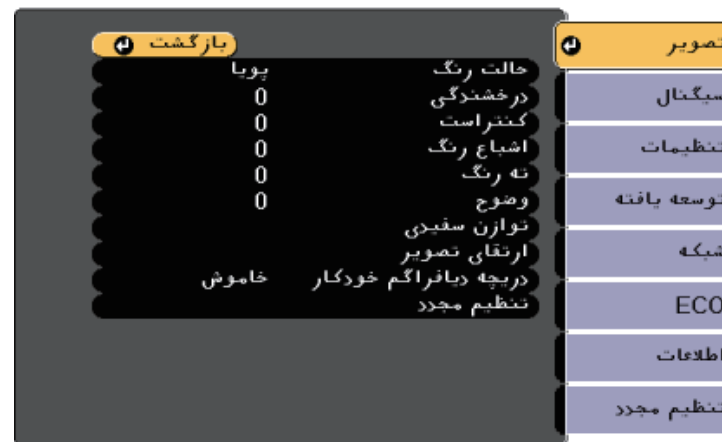 بازگشت
حالت رنگ پویا
درخشندگی 0
کنتراست 0
اشباع رنگ 0
ته رنگ 0
وضوح 0
توازن سفیدی
ارتقای تصویر
دریچه دیافراگم خودکار خاموش
تنظیم مجدد
تصویر
سیگنال
تنظیمات
توسعه یافته
شبکه
ECO
اطلاعات
تنظیم مجدد